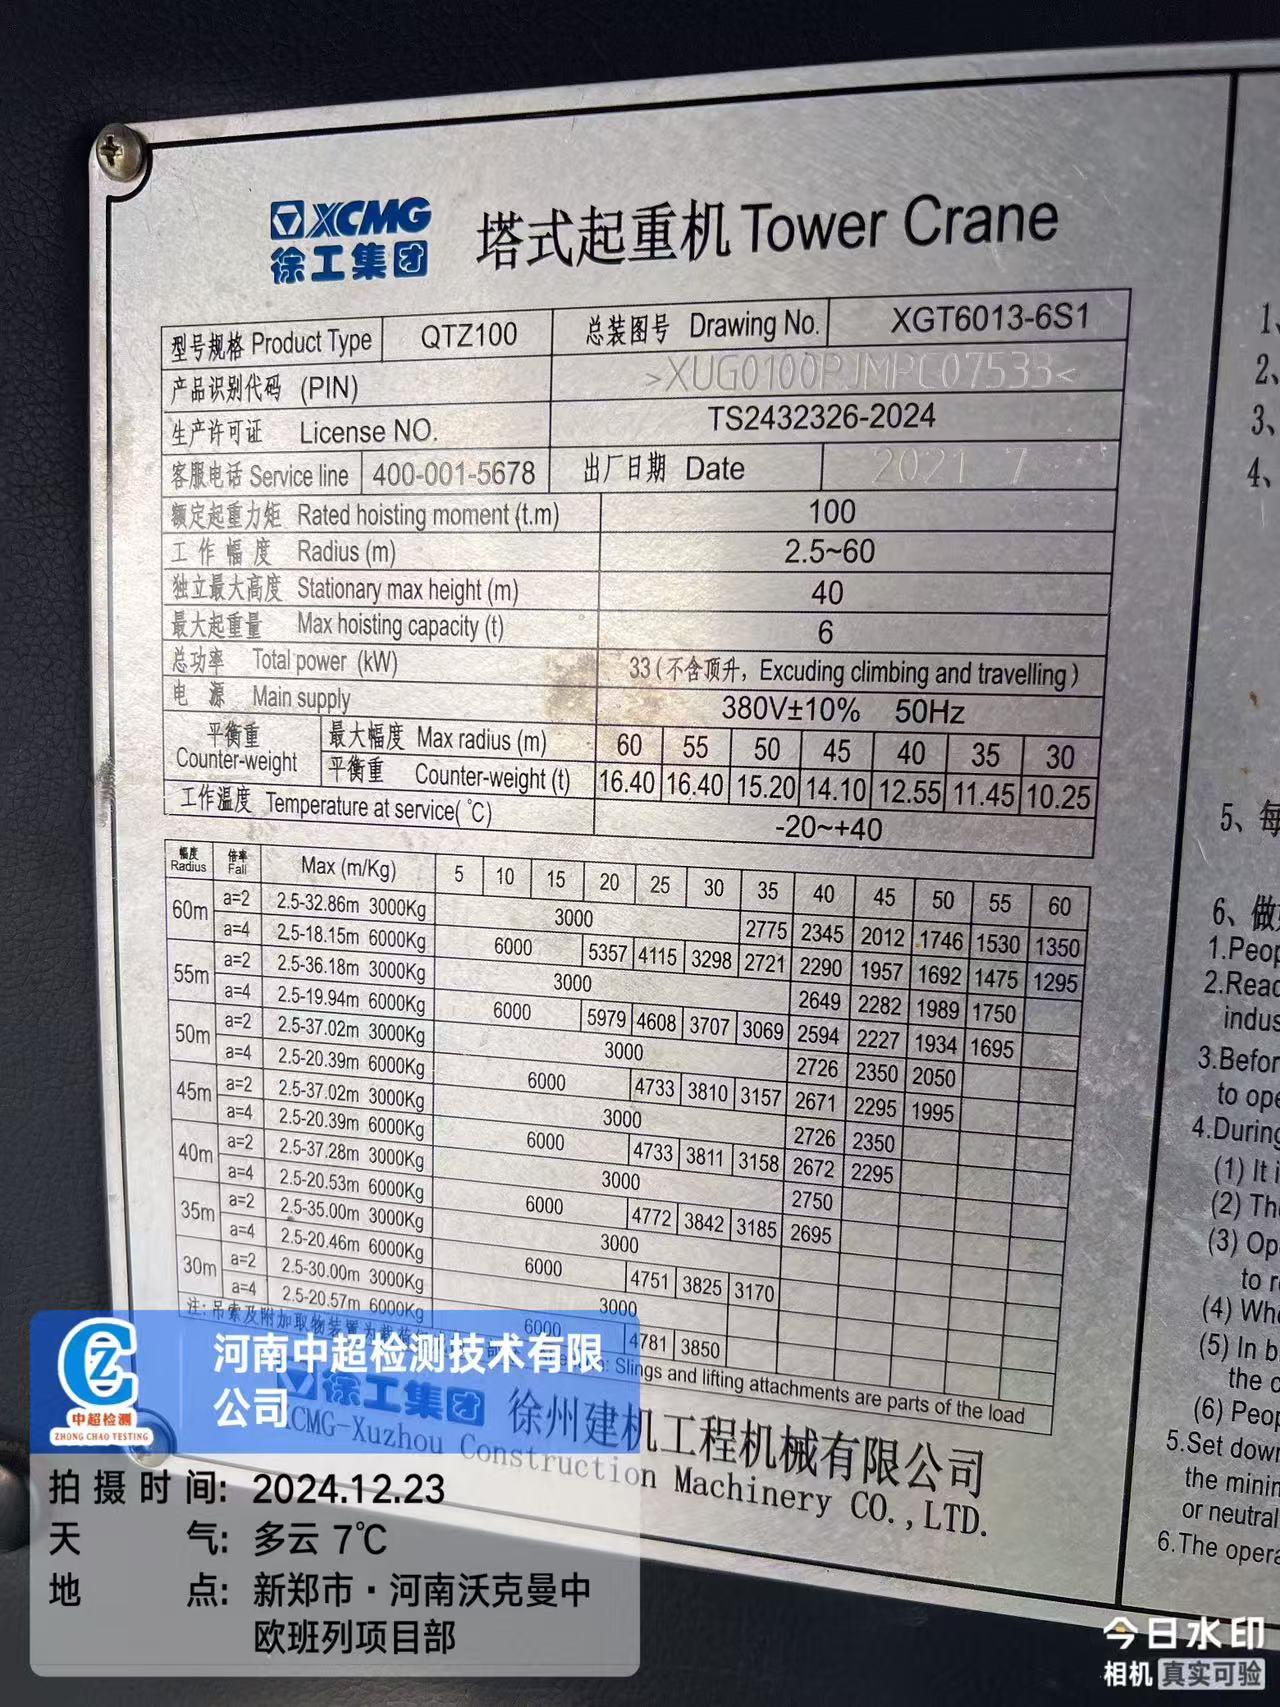 XCMG
徐工集团
塔式起重机 Tower Crane
型号规格 Product Type QTZ100 总装图号 Drawing No. XGT6013-6S1
产品识别代码 (PIN) >XUG0100PJMPC07533<
生产许可证 License NO. TS2432326-2024
客服电话 Service line 400-001-5678 出厂日期 Date 2021 7
额定起重力矩 Rated hoisting moment (t.m) 100
工作幅度 Radius (m) 2.5~60
独立最大高度 Stationary max height (m) 40
最大起重量 Max hoisting capacity (t) 6
总功率 Total power (kW) 33(不含顶升, Excuding climbing and travelling)
电 源 Main supply 380V±10% 50Hz
平衡重 Counter-weight
最大幅度 Max radius (m) 60 55 50 45 40 35 30
平衡重 Counter-weight (t) 16.40 16.40 15.20 14.10 12.55 11.45 10.25
工作温度 Temperature at service(℃) -20~+40
幅度 Radius 倍率 Fall Max (m/Kg) 5 10 15 20 25 30 35 40 45 50 55 60
60m a=2 2.5-32.86m 3000Kg 3000 2775 2345 2012 1746 1530 1350
a=4 2.5-18.15m 6000Kg 6000 5357 4115 3298 2721 2290 1957 1692 1475 1295
55m a=2 2.5-36.18m 3000Kg 3000 2649 2282 1989 1750
a=4 2.5-19.94m 6000Kg 6000 5979 4608 3707 3069 2594 2227 1934 1695
50m a=2 2.5-37.02m 3000Kg 3000 2726 2350 2050
a=4 2.5-20.39m 6000Kg 6000 4733 3810 3157 2671 2295 1995
45m a=2 2.5-37.02m 3000Kg 3000 2726 2350
a=4 2.5-20.39m 6000Kg 6000 4733 3811 3158 2672 2295
40m a=2 2.5-37.28m 3000Kg 3000 2750
a=4 2.5-20.53m 6000Kg 6000 4772 3842 3185 2695
35m a=2 2.5-35.00m 3000Kg 3000
a=4 2.5-20.46m 6000Kg 6000 4751 3825 3170
30m a=2 2.5-30.00m 3000Kg 3000
a=4 2.5-20.57m 6000Kg 6000 4781 3850
注:吊索及附加取物装置为载荷 Slings and lifting attachments are parts of the load
徐工集团 徐州建机工程机械有限公司
XCMG-Xuzhou Construction Machinery CO.,LTD.
1、
2、
3、
4、
5、每
6、做
1.Peop
2.Read
indus
3.Befor
to ope
4.During
(1) It i
(2) The
(3) Ope
to re
(4) Whe
(5) In b
the c
(6) Peop
5.Set down
the minim
or neutral
6.The opera
中超检测
ZHONG CHAO TESTING
河南中超检测技术有限
公司
拍摄时间: 2024.12.23
天 气: 多云 7℃
地 点: 新郑市·河南沃克曼中
欧班列项目部
今日水印
相机 真实可验